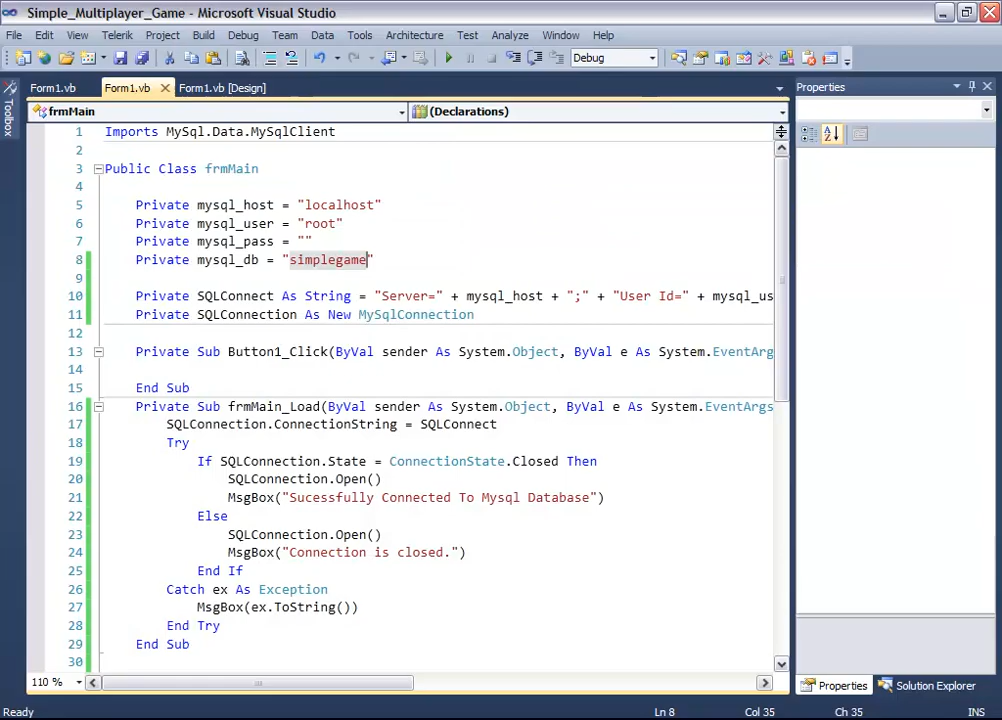 Simple_Multiplayer_Game - Microsoft Visual Studio
File Edit View Telerik Project Build Debug Team Data Tools Architecture Test Analyze Window Help
Debug
Form1.vb Form1.vb Form1.vb [Design]
Properties
Toolbox
frmMain (Declarations)
1 Imports MySql.Data.MySqlClient
2
3 Public Class frmMain
4
5 Private mysql_host = "localhost"
6 Private mysql_user = "root"
7 Private mysql_pass = ""
8 Private mysql_db = "simplegame"
9
10 Private SQLConnect As String = "Server=" + mysql_host + ";" + "User Id=" + mysql_us
11 Private SQLConnection As New MySqlConnection
12
13 Private Sub Button1_Click(ByVal sender As System.Object, ByVal e As System.EventArg
14
15 End Sub
16 Private Sub frmMain_Load(ByVal sender As System.Object, ByVal e As System.EventArgs
17 SQLConnection.ConnectionString = SQLConnect
18 Try
19 If SQLConnection.State = ConnectionState.Closed Then
20 SQLConnection.Open()
21 MsgBox("Sucessfully Connected To Mysql Database")
22 Else
23 SQLConnection.Open()
24 MsgBox("Connection is closed.")
25 End If
26 Catch ex As Exception
27 MsgBox(ex.ToString())
28 End Try
29 End Sub
30
110 %
Properties Solution Explorer
Ready Ln 8 Col 35 Ch 35 INS